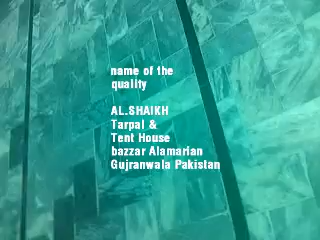 name of the
quality
AL.SHAIKH
Tarpal &
Tent House
bazzar Alamarian
Gujranwala Pakistan